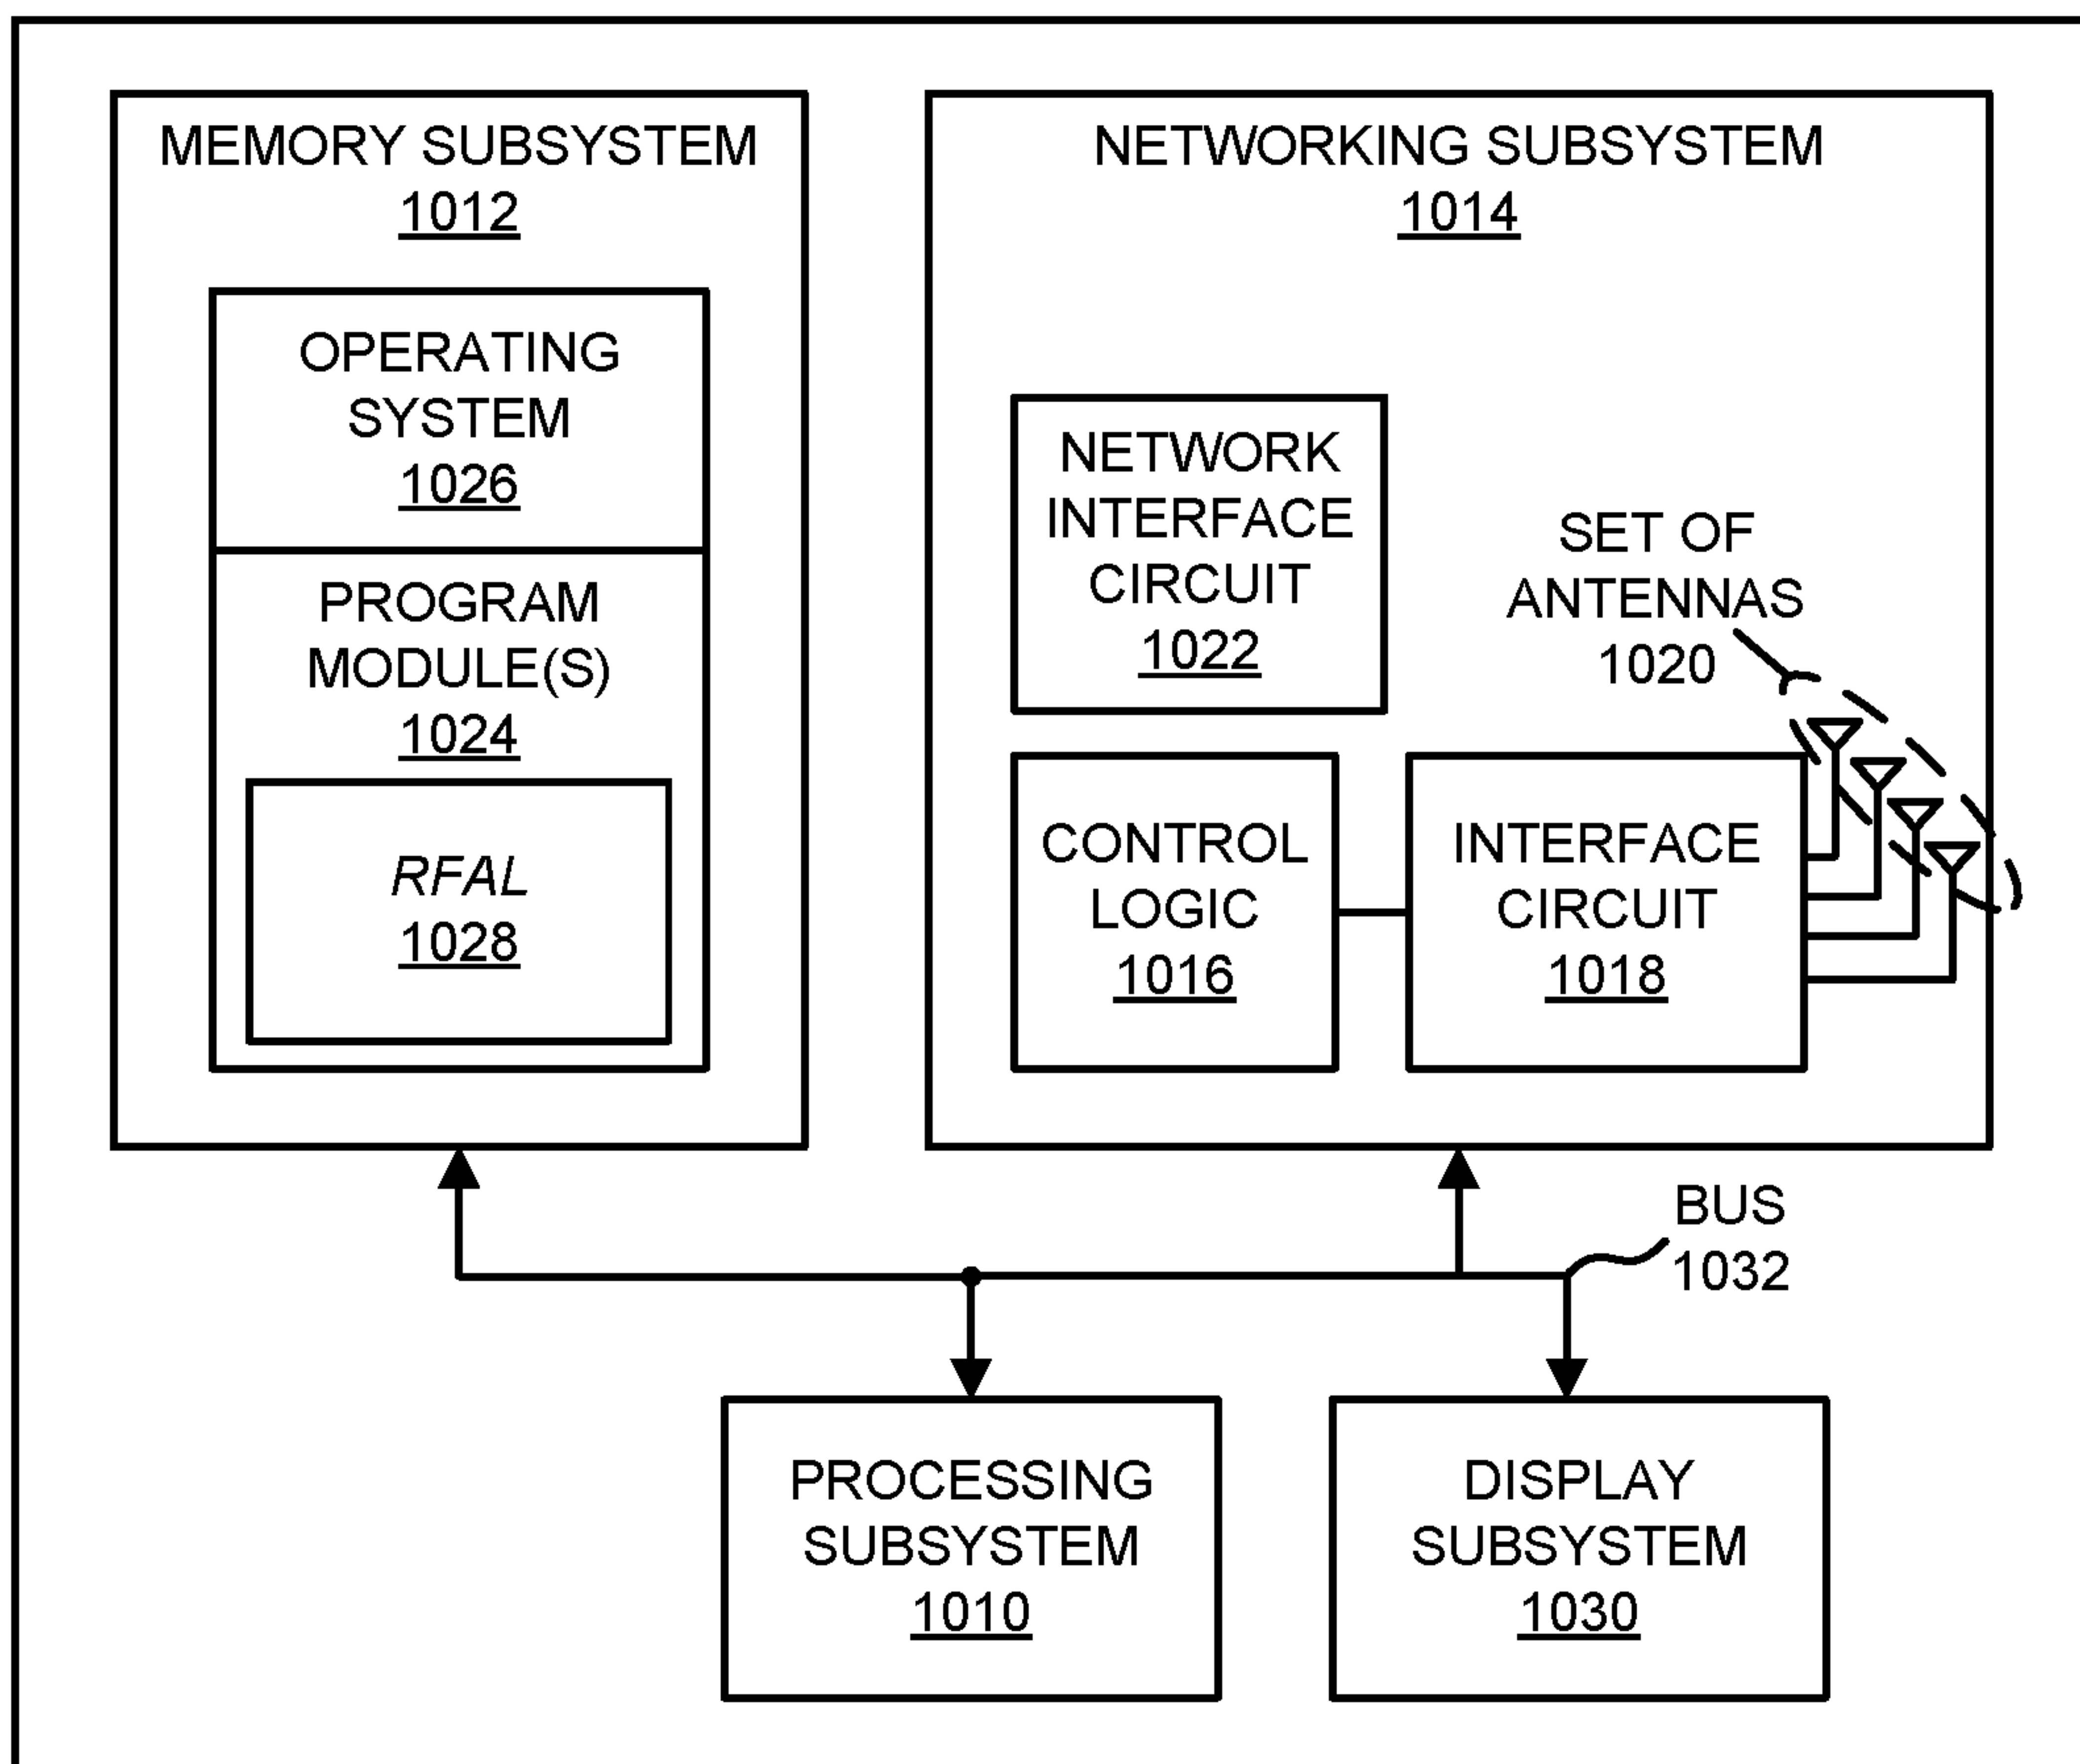 MEMORY SUBSYSTEM
1012
OPERATING
SYSTEM
1026
PROGRAM
MODULE(S)
1024
RFAL
1028
NETWORKING SUBSYSTEM
1014
NETWORK
INTERFACE
CIRCUIT
1022
SET OF
ANTENNAS
1020
CONTROL
LOGIC
1016
INTERFACE
CIRCUIT
1018
BUS
1032
PROCESSING
SUBSYSTEM
1010
DISPLAY
SUBSYSTEM
1030